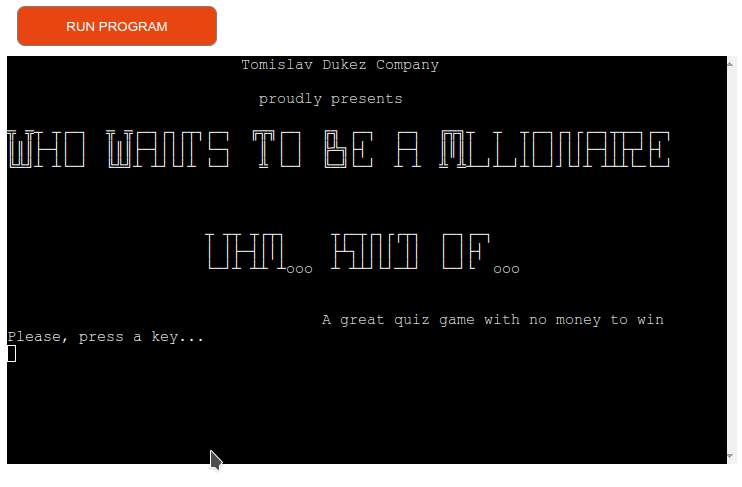 RUN PROGRAM
Tomislav Dukez Company
proudly presents
WHO WANTS TO BE A MILLIONAIRE
UHM... KIND OF ...
A great quiz game with no money to win
Please, press a key...